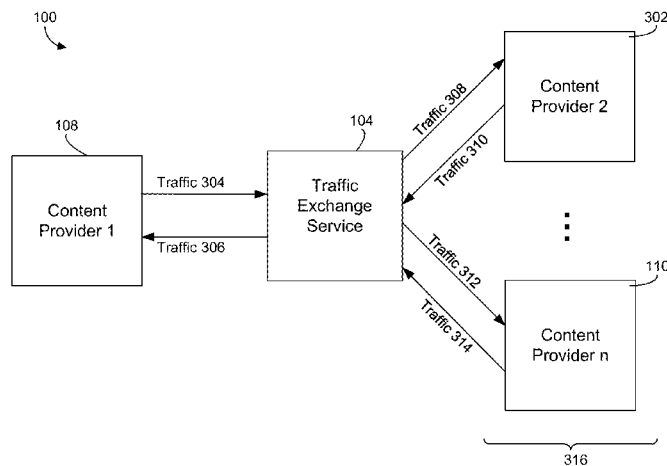 100
302
Content
Provider 2
Traffic 308
Traffic 310
108
104
Content
Provider 1
Traffic 304
Traffic 306
Traffic
Exchange
Service
Traffic 312
Traffic 314
110
Content
Provider n
316